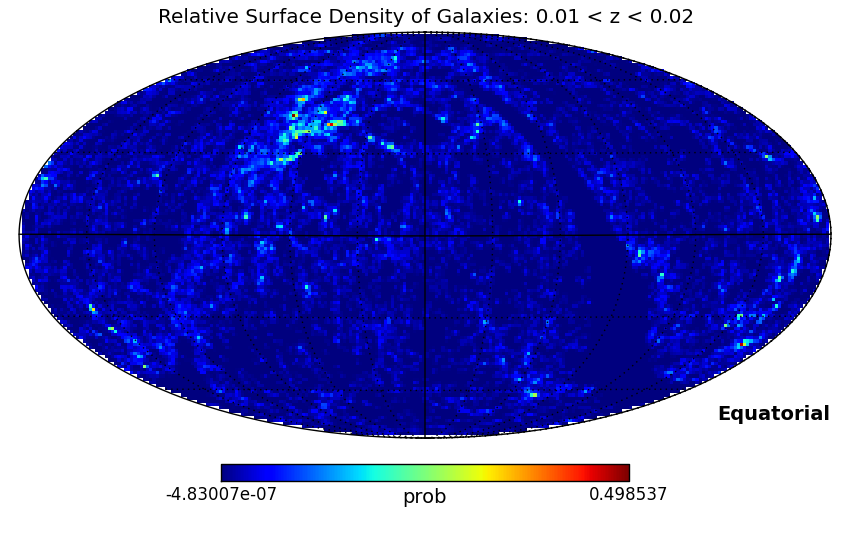 Relative Surface Density of Galaxies: 0.01 < z < 0.02
Equatorial
-4.83007e-07
prob
0.498537